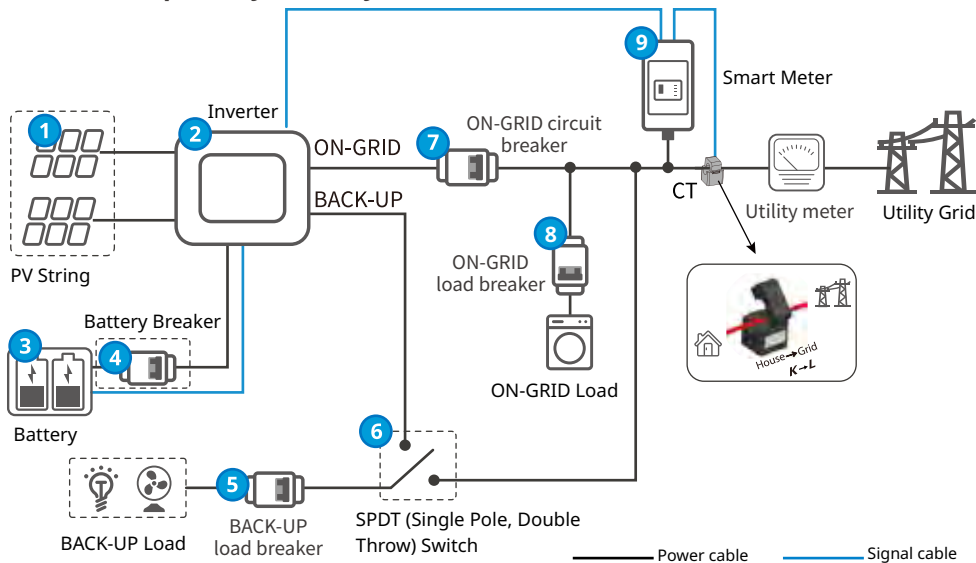 9
Smart Meter
Inverter
1
2
ON-GRID
7
ON-GRID circuit
breaker
BACK-UP
CT
Utility meter
Utility Grid
8
ON-GRID
load breaker
PV String
House→Grid
K→L
Battery Breaker
3
4
ON-GRID Load
Battery
6
5
BACK-UP Load
BACK-UP
load breaker
SPDT (Single Pole, Double
Throw) Switch
Power cable
Signal cable